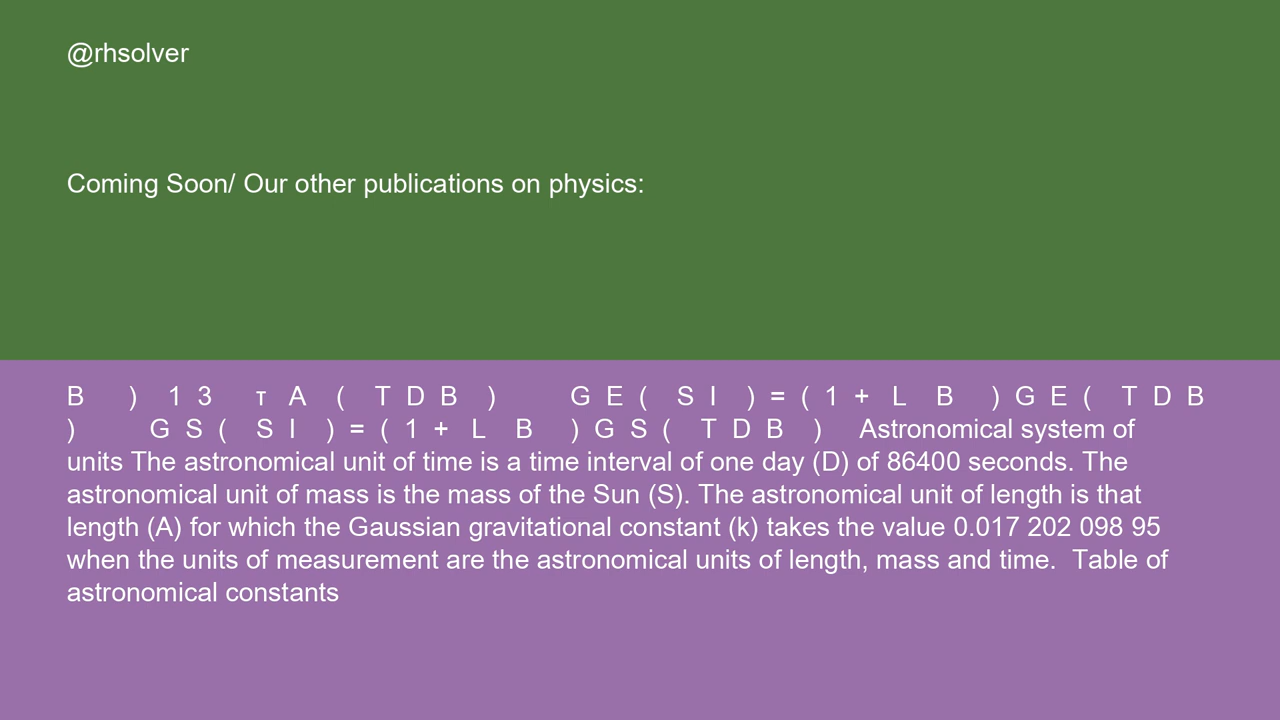 @rhsolver
Coming Soon/ Our other publications on physics:
B ) 1 3 τ A ( T D B ) G E ( S I ) = ( 1 + L B ) G E ( T D B
) G S ( S I ) = ( 1 + L B ) G S ( T D B ) Astronomical system of
units The astronomical unit of time is a time interval of one day (D) of 86400 seconds. The
astronomical unit of mass is the mass of the Sun (S). The astronomical unit of length is that
length (A) for which the Gaussian gravitational constant (k) takes the value 0.017 202 098 95
when the units of measurement are the astronomical units of length, mass and time. Table of
astronomical constants